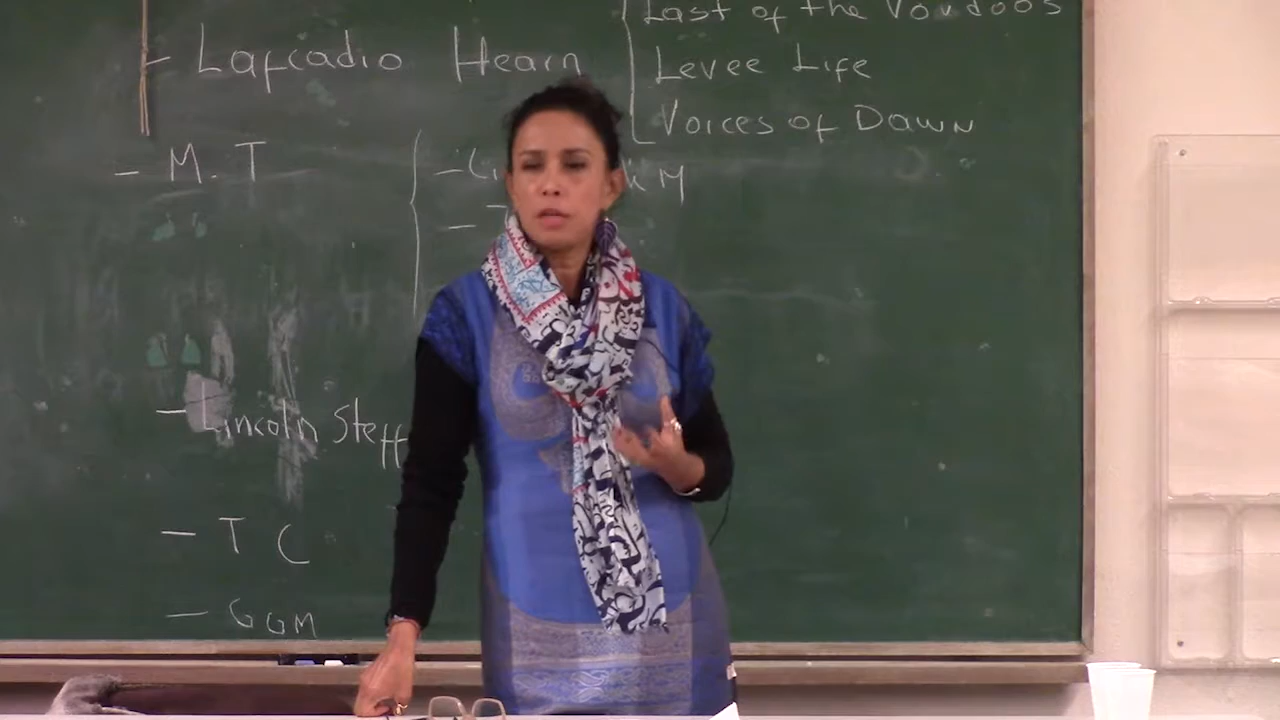 Last of the Voudoos
- Lafcadio Hearn
Levee Life
Voices of Dawn
- M. T
- Lincoln Steff
- T C
- G G M